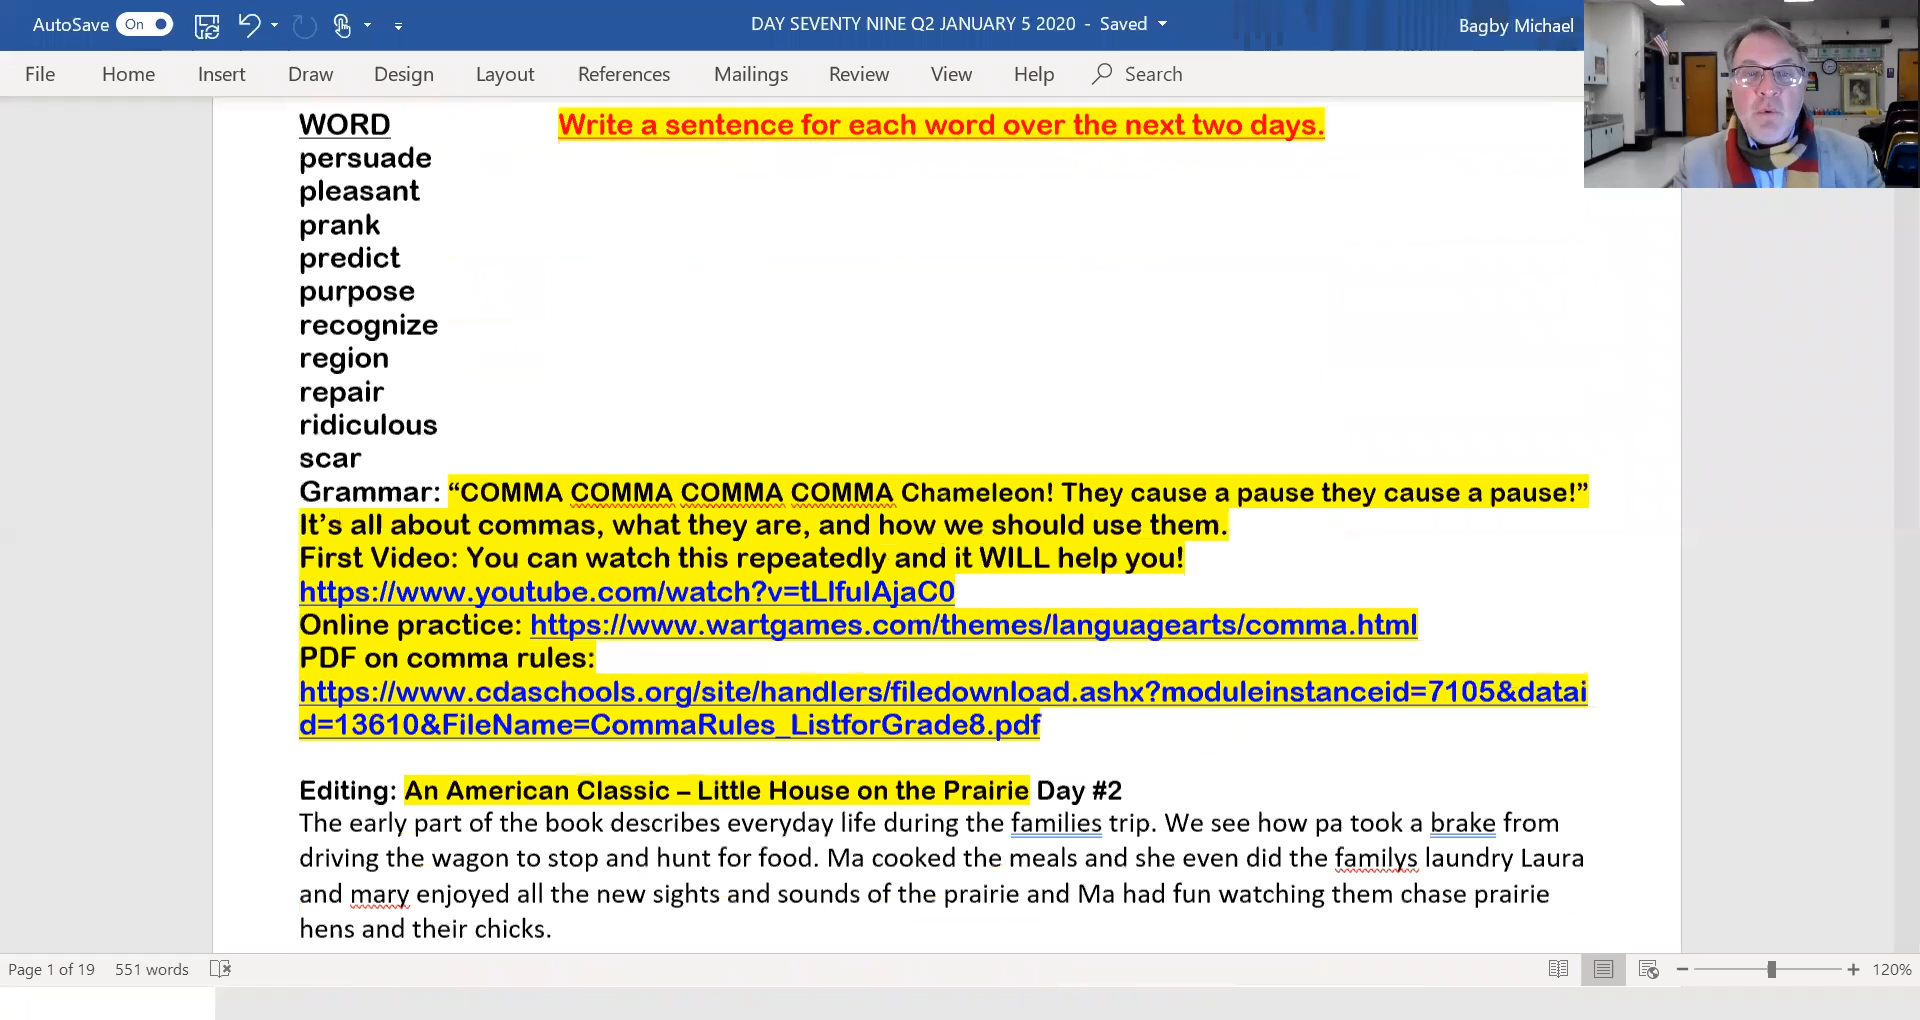 AutoSave On DAY SEVENTY NINE Q2 JANUARY 5 2020 - Saved Bagby Michael
File Home Insert Draw Design Layout References Mailings Review View Help Search
WORD Write a sentence for each word over the next two days.
persuade
pleasant
prank
predict
purpose
recognize
region
repair
ridiculous
scar
Grammar: “COMMA COMMA COMMA COMMA Chameleon! They cause a pause they cause a pause!”
It’s all about commas, what they are, and how we should use them.
First Video: You can watch this repeatedly and it WILL help you!
https://www.youtube.com/watch?v=tLlfuIAjaC0
Online practice: https://www.wartgames.com/themes/languagearts/comma.html
PDF on comma rules:
https://www.cdaschools.org/site/handlers/filedownload.ashx?moduleinstanceid=7105&datai
d=13610&FileName=CommaRules_ListforGrade8.pdf
Editing: An American Classic – Little House on the Prairie Day #2
The early part of the book describes everyday life during the families trip. We see how pa took a brake from
driving the wagon to stop and hunt for food. Ma cooked the meals and she even did the familys laundry Laura
and mary enjoyed all the new sights and sounds of the prairie and Ma had fun watching them chase prairie
hens and their chicks.
Page 1 of 19 551 words 120%